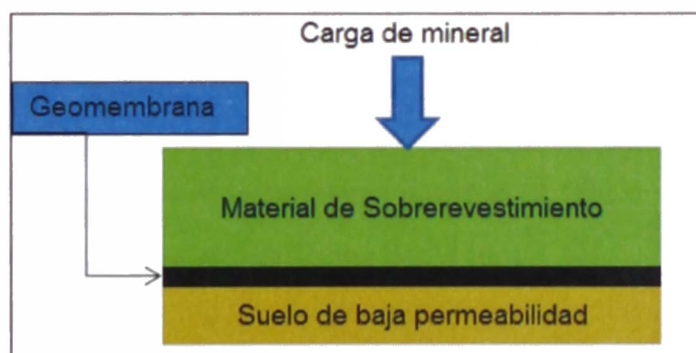 Carga de mineral
Geomembrana
Material de Sobrerevestimiento
Suelo de baja permeabilidad